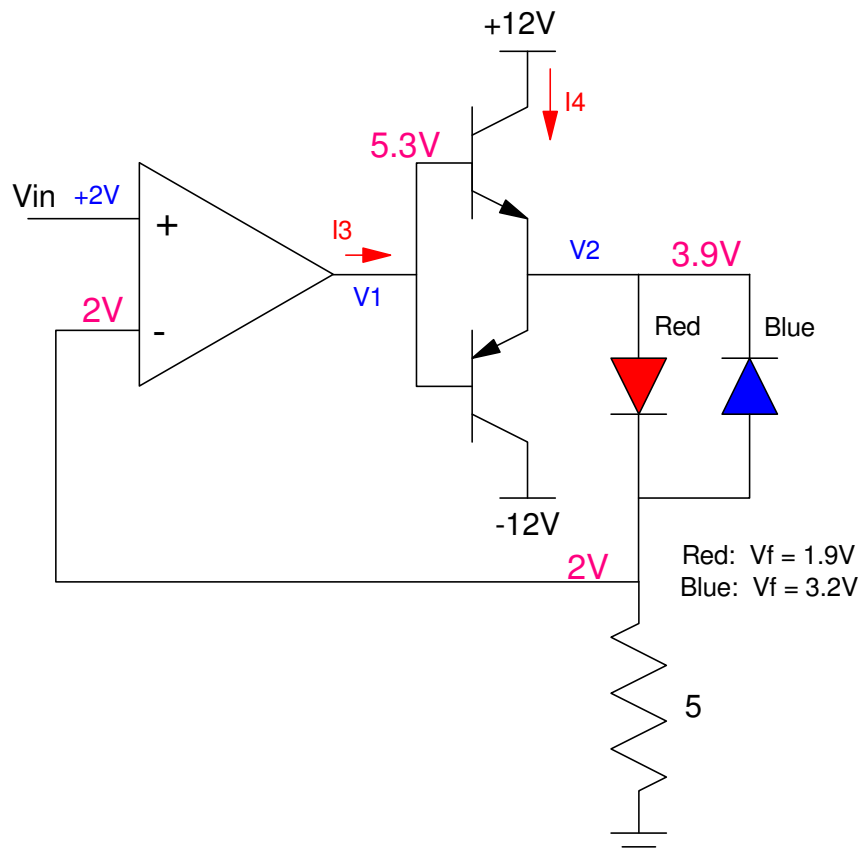 +12V
I4
5.3V
Vin
+2V
+
I3
V1
V2
3.9V
2V
-
Red
Blue
-12V
2V
Red: Vf = 1.9V
Blue: Vf = 3.2V
5